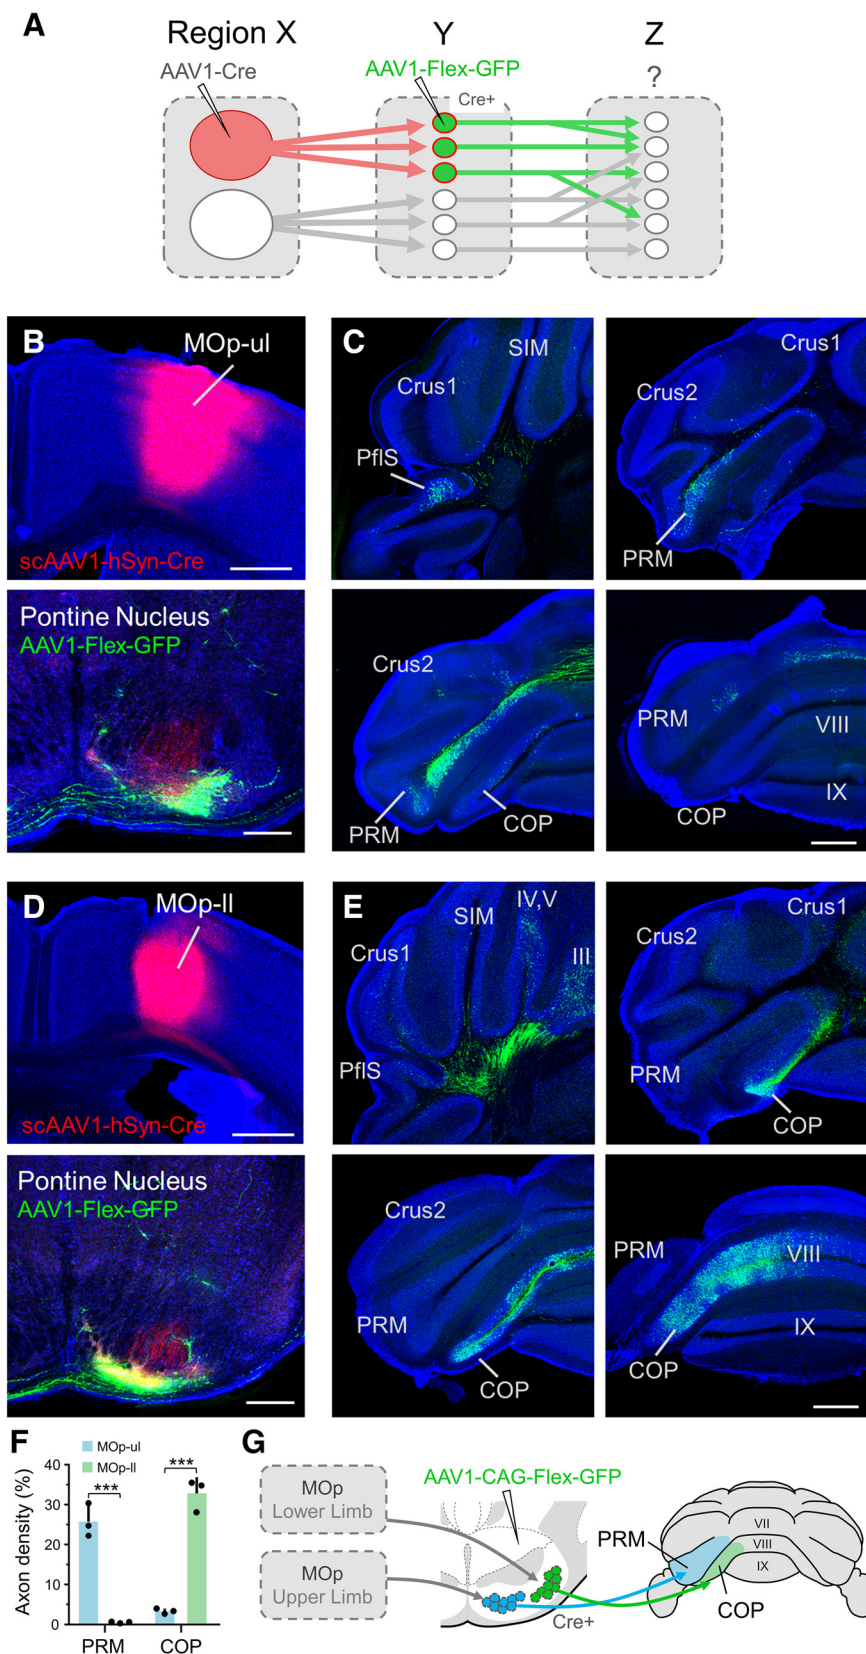 A
Region X
Y
Z
AAV1-Cre
AAV1-Flex-GFP
?
Cre+
B
MOp-ul
scAAV1-hSyn-Cre
Pontine Nucleus
AAV1-Flex-GFP
C
SIM
Crus1
PflS
Crus1
Crus2
PRM
Crus2
PRM
COP
PRM
VIII
IX
COP
D
MOp-ll
scAAV1-hSyn-Cre
Pontine Nucleus
AAV1-Flex-GFP
E
IV,V
SIM
Crus1
III
PflS
Crus1
Crus2
PRM
COP
Crus2
PRM
COP
PRM
VIII
IX
COP
F
MOp-ul
MOp-ll
Axon density (%)
40
30
20
10
0
***
***
PRM
COP
G
MOp
Lower Limb
MOp
Upper Limb
AAV1-CAG-Flex-GFP
Cre+
PRM
VII
VIII
IX
COP